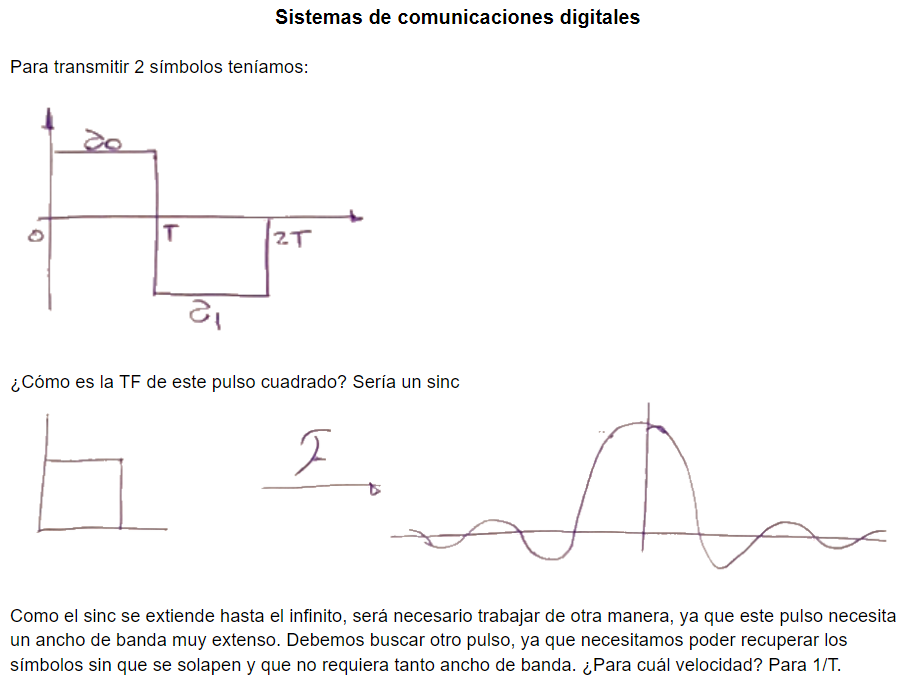 Sistemas de comunicaciones digitales
Para transmitir 2 símbolos teníamos:
a0
0
T
2T
a1
¿Cómo es la TF de este pulso cuadrado? Sería un sinc
F
Como el sinc se extiende hasta el infinito, será necesario trabajar de otra manera, ya que este pulso necesita
un ancho de banda muy extenso. Debemos buscar otro pulso, ya que necesitamos poder recuperar los
símbolos sin que se solapen y que no requiera tanto ancho de banda. ¿Para cuál velocidad? Para 1/T.